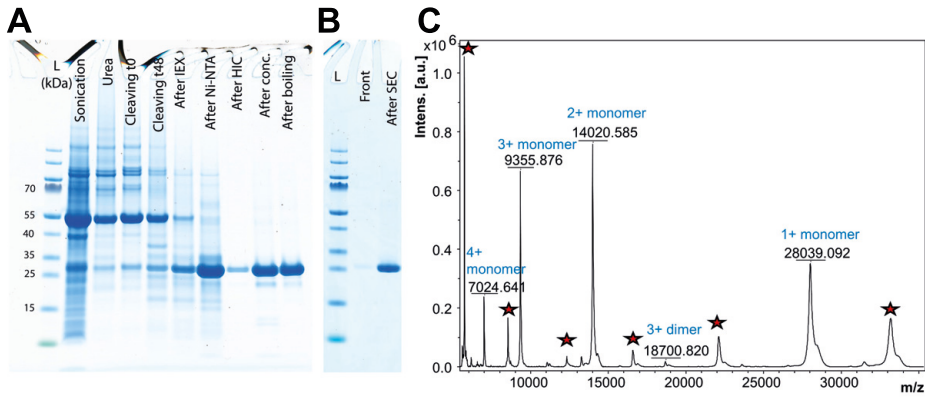 A
B
C
L
(kDa)
Sonication
Urea
Cleaving t0
Cleaving t48
After IEX
After Ni-NTA
After HIC
After conc.
After boiling
70
55
40
35
25
15
L
Front
After SEC
x10⁶
Intens. [a.u.]
1.0
0.8
0.6
0.4
0.2
0.0
4+
monomer
7024.641
3+ monomer
9355.876
2+ monomer
14020.585
3+ dimer
18700.820
1+ monomer
28039.092
10000
15000
20000
25000
30000
m/z